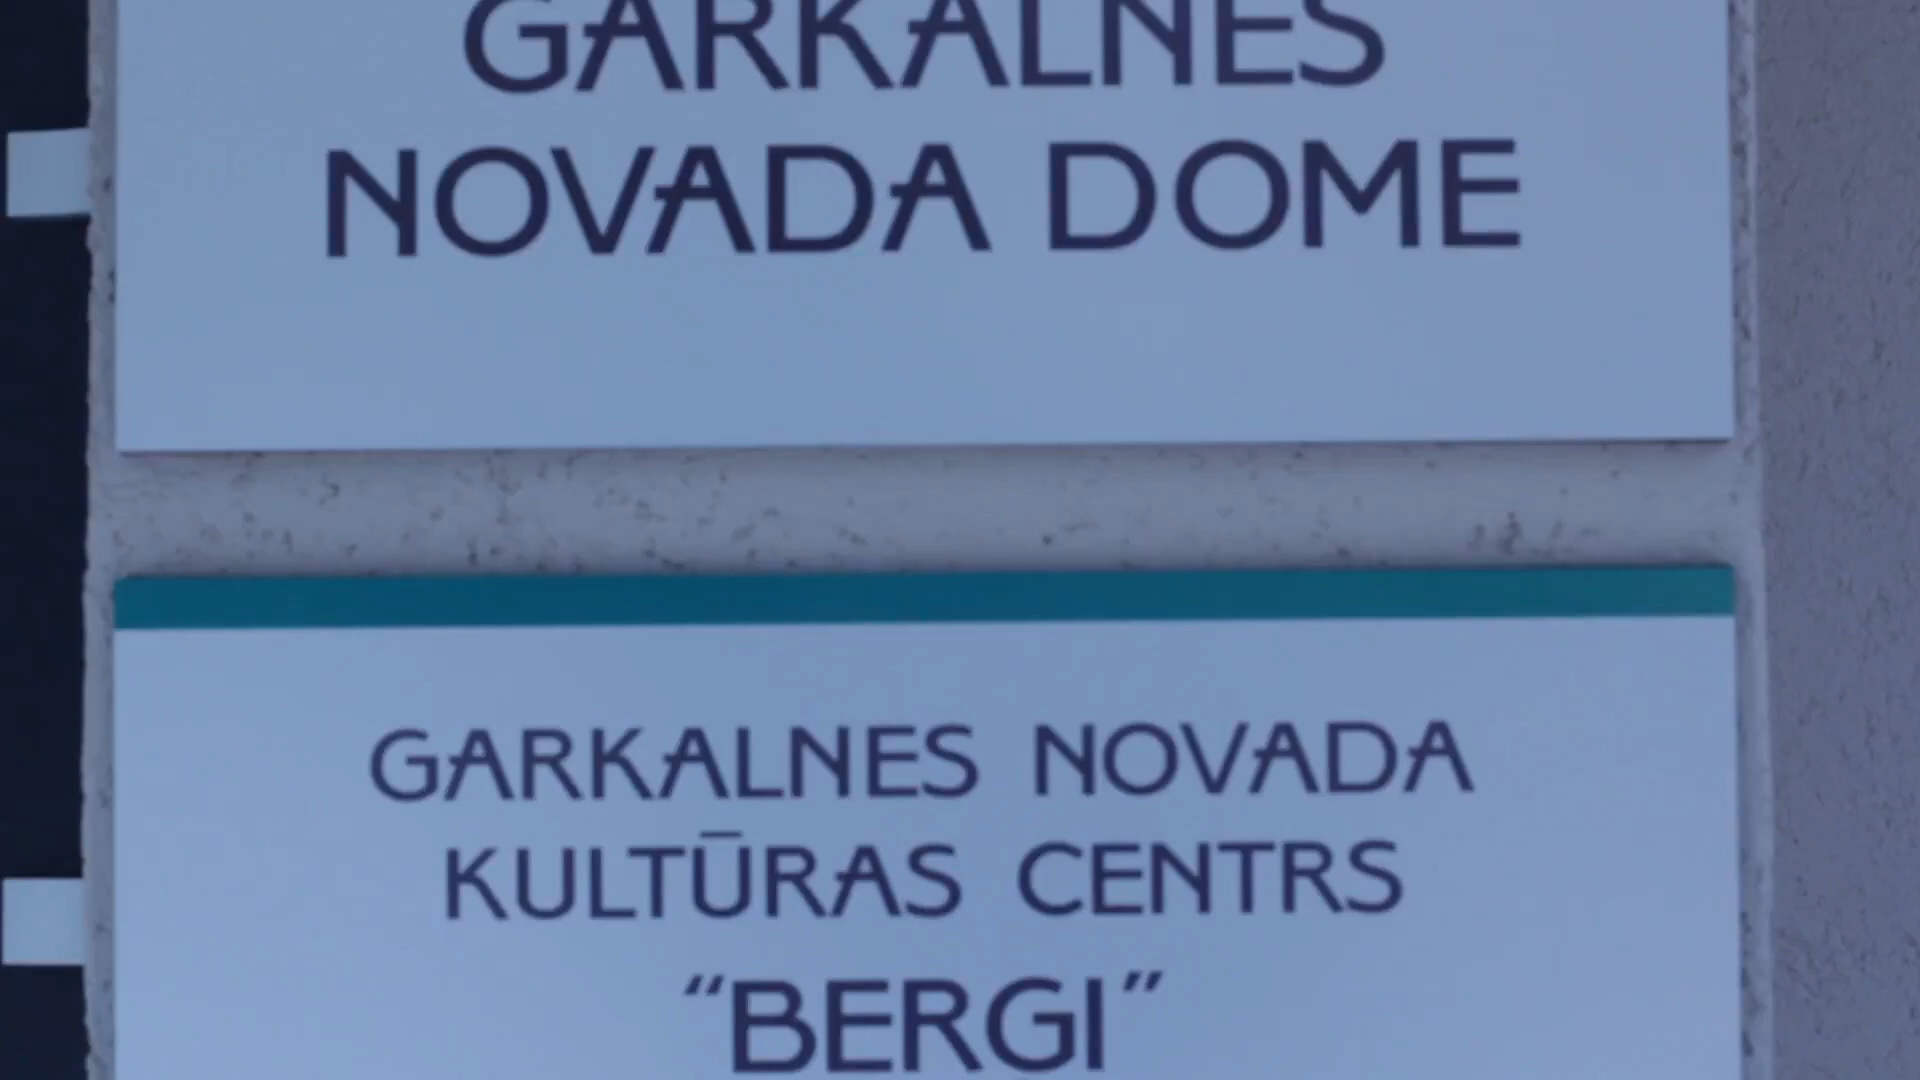 GARKALNES
NOVADA DOME
GARKALNES NOVADA
KULTŪRAS CENTRS
“BERGI”